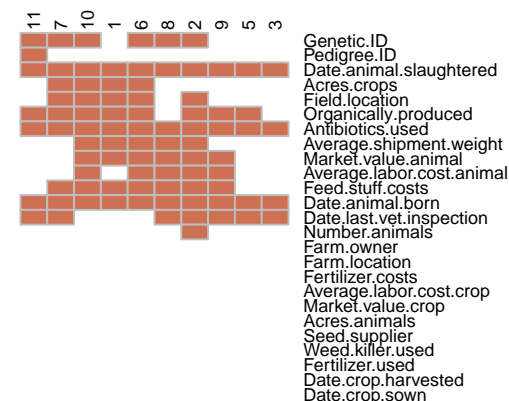 11 7 10 1 6 8 2 9 5 3
Genetic.ID
Pedigree.ID
Date.animal.slaughtered
Acres.crops
Field.location
Organically.produced
Antibiotics.used
Average.shipment.weight
Market.value.animal
Average.labor.cost.animal
Feed.stuff.costs
Date.animal.born
Date.last.vet.inspection
Number.animals
Farm.owner
Farm.location
Fertilizer.costs
Average.labor.cost.crop
Market.value.crop
Acres.animals
Seed.supplier
Weed.killer.used
Fertilizer.used
Date.crop.harvested
Date.crop.sown